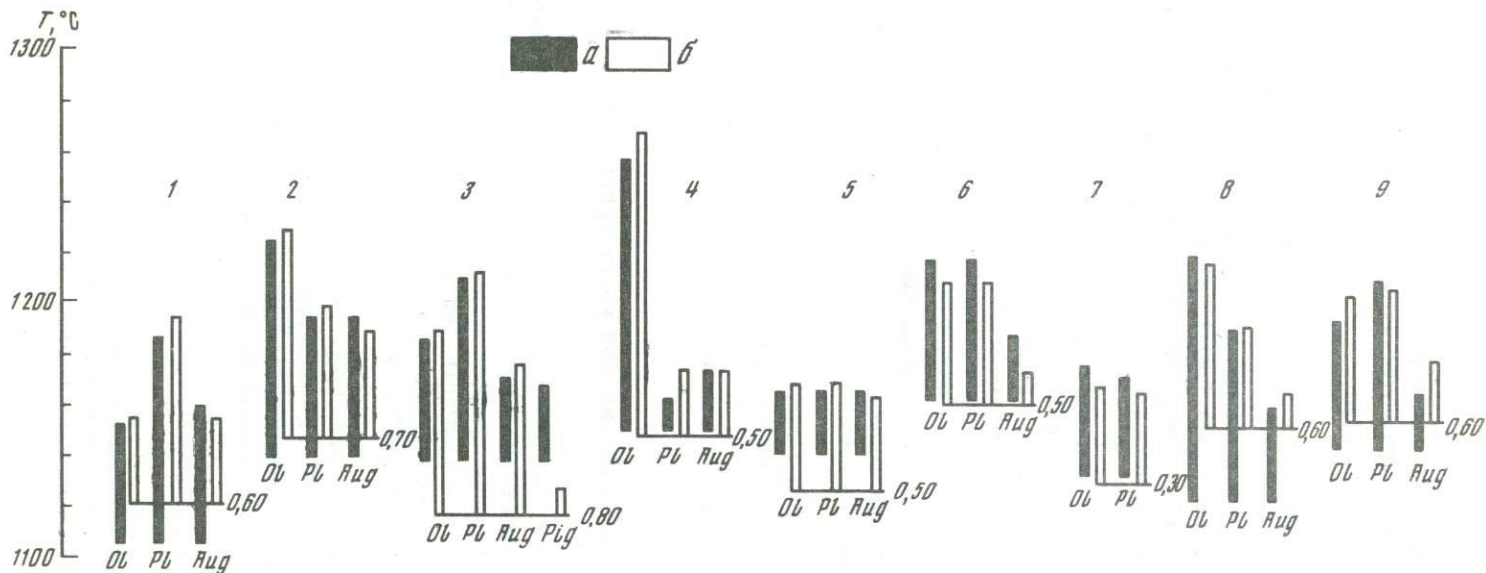 T,°C
1300
1200
1100
а б
1 2 3 4 5 6 7 8 9
Ol Pl Aug 0,60
Ol Pl Aug 0,70
Ol Pl Aug Pig 0,80
Ol Pl Aug 0,50
Ol Pl Aug 0,50
Ol Pl Aug 0,50
Ol Pl 0,30
Ol Pl Aug 0,60
Ol Pl Aug 0,60